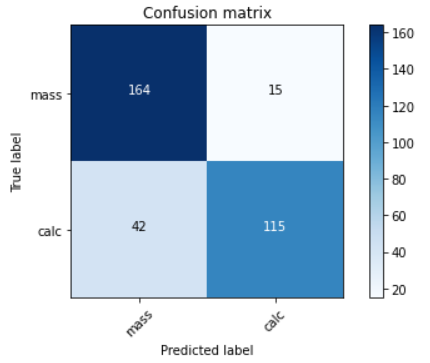 Confusion matrix
True label
mass
164
15
calc
42
115
mass
calc
Predicted label
160
140
120
100
80
60
40
20